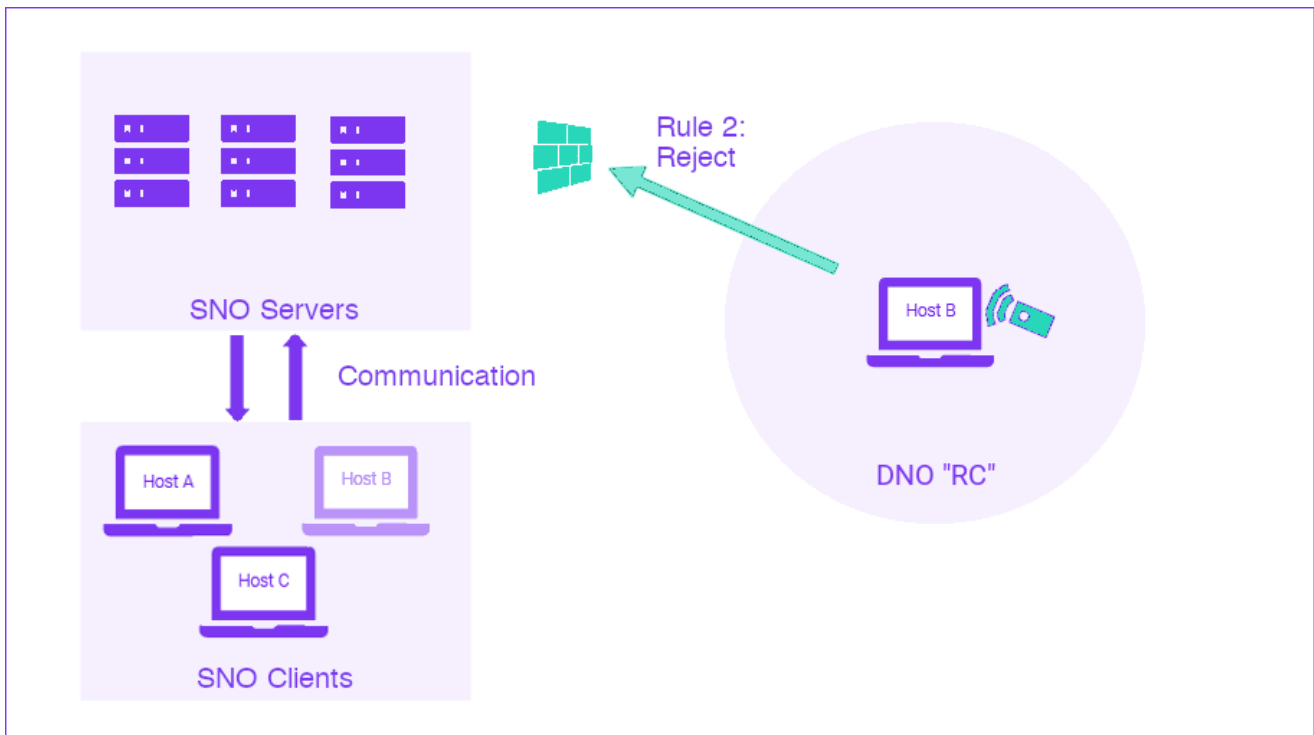 Rule 2:
Reject
SNO Servers
Communication
Host B
DNO "RC"
Host A
Host B
Host C
SNO Clients